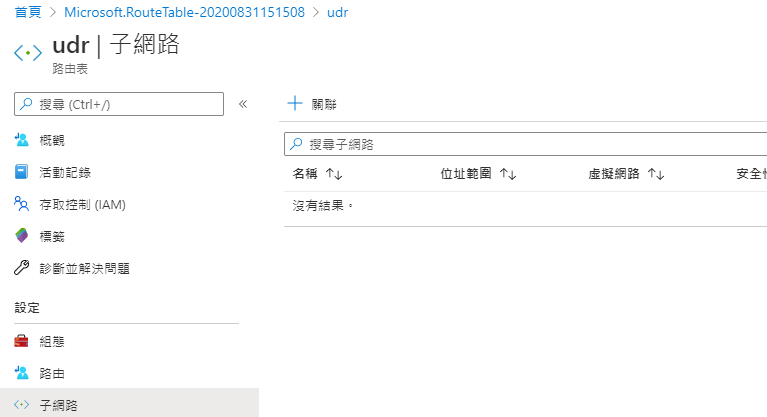 首頁 > Microsoft.RouteTable-20200831151508 > udr
udr | 子網路
路由表
搜尋 (Ctrl+/)
«
概觀
活動記錄
存取控制 (IAM)
標籤
診斷並解決問題
設定
組態
路由
子網路
+ 關聯
搜尋子網路
名稱 ↑↓ 位址範圍 ↑↓ 虛擬網路 ↑↓ 安全性
沒有結果。